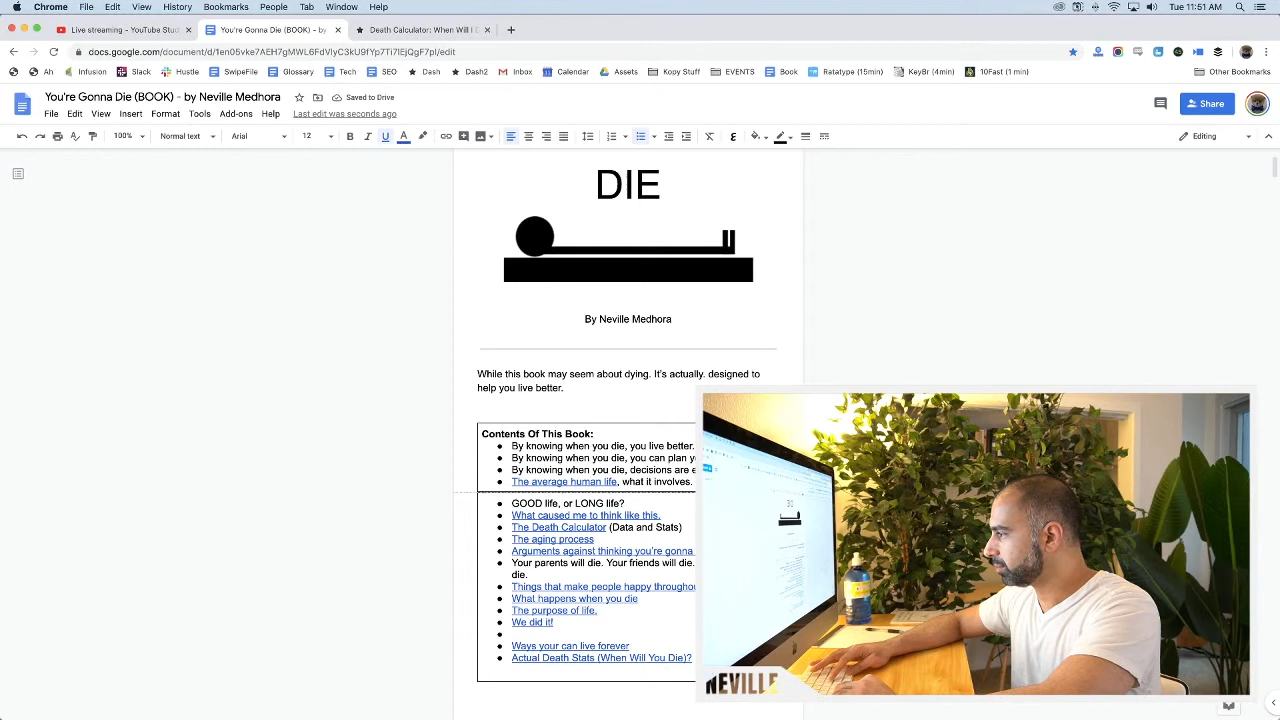 Chrome File Edit View History Bookmarks People Tab Window Help Tue 11:51 AM
Live streaming - YouTube Stud You're Gonna Die (BOOK) - by Death Calculator: When Will I
docs.google.com/document/d/
Ah Infusion Slack Hustle SwipeFile Glossary Tech SEO Dash Dash2 Inbox Calendar Assets Kopy Stuff EVENTS Book Ratatype (15min) KeyBr (4min) 10Fast (1 min) Other Bookmarks
You're Gonna Die (BOOK) - by Neville Medhora Saved to Drive
File Edit View Insert Format Tools Add-ons Help Last edit was seconds ago Share
100% Normal text Arial 12 B I U A Editing
DIE
By Neville Medhora
While this book may seem about dying. It's actually. designed to
help you live better.
Contents Of This Book:
By knowing when you die, you live better.
By knowing when you die, you can plan
By knowing when you die, decisions are
The average human life, what it involves.
GOOD life, or LONG life?
What caused me to think like this.
The Death Calculator (Data and Stats)
The aging process
Arguments against thinking you're gonna
Your parents will die. Your friends will die.
die.
Things that make people happy
What happens when you die
The purpose of life.
We did it!
Ways your can live forever
Actual Death Stats (When Will You Die)?
NEVILLE